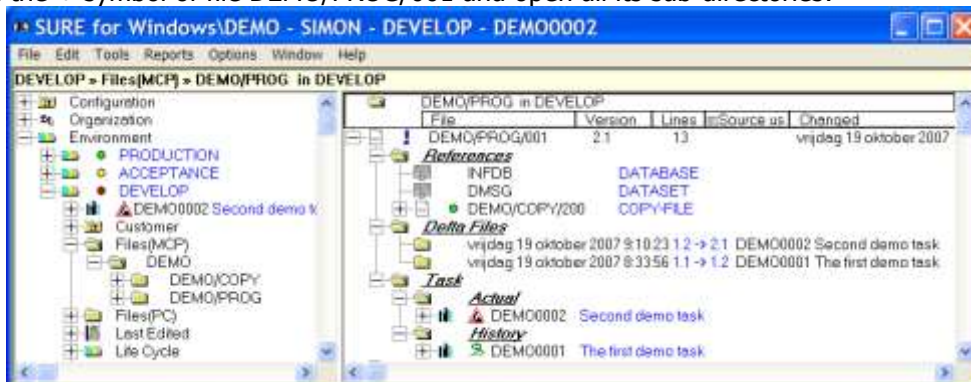 the + symbol of file DEMO/PROG/001 and open all its sub-directories.
SURE for Windows\DEMO - SIMON - DEVELOP - DEMO0002
File Edit Tools Reports Options Window Help
DEVELOP » Files(MCP) » DEMO/PROG in DEVELOP
Configuration
Organization
Environment
PRODUCTION
ACCEPTANCE
DEVELOP
DEMO0002 Second demo t
Customer
Files(MCP)
DEMO
DEMO/COPY
DEMO/PROG
Files(PC)
Last Edited
Life Cycle
DEMO/PROG in DEVELOP
File Version Lines Source us Changed
DEMO/PROG/001 2.1 13 vrijdag 19 oktober 2007
References
INFDB DATABASE
DMSG DATASET
DEMO/COPY/200 COPY-FILE
Delta Files
vrijdag 19 oktober 2007 9:10:23 1.2 -> 2.1 DEMO0002 Second demo task
vrijdag 19 oktober 2007 8:33:56 1.1 -> 1.2 DEMO0001 The first demo task
Task
Actual
DEMO0002 Second demo task
History
DEMO0001 The first demo task